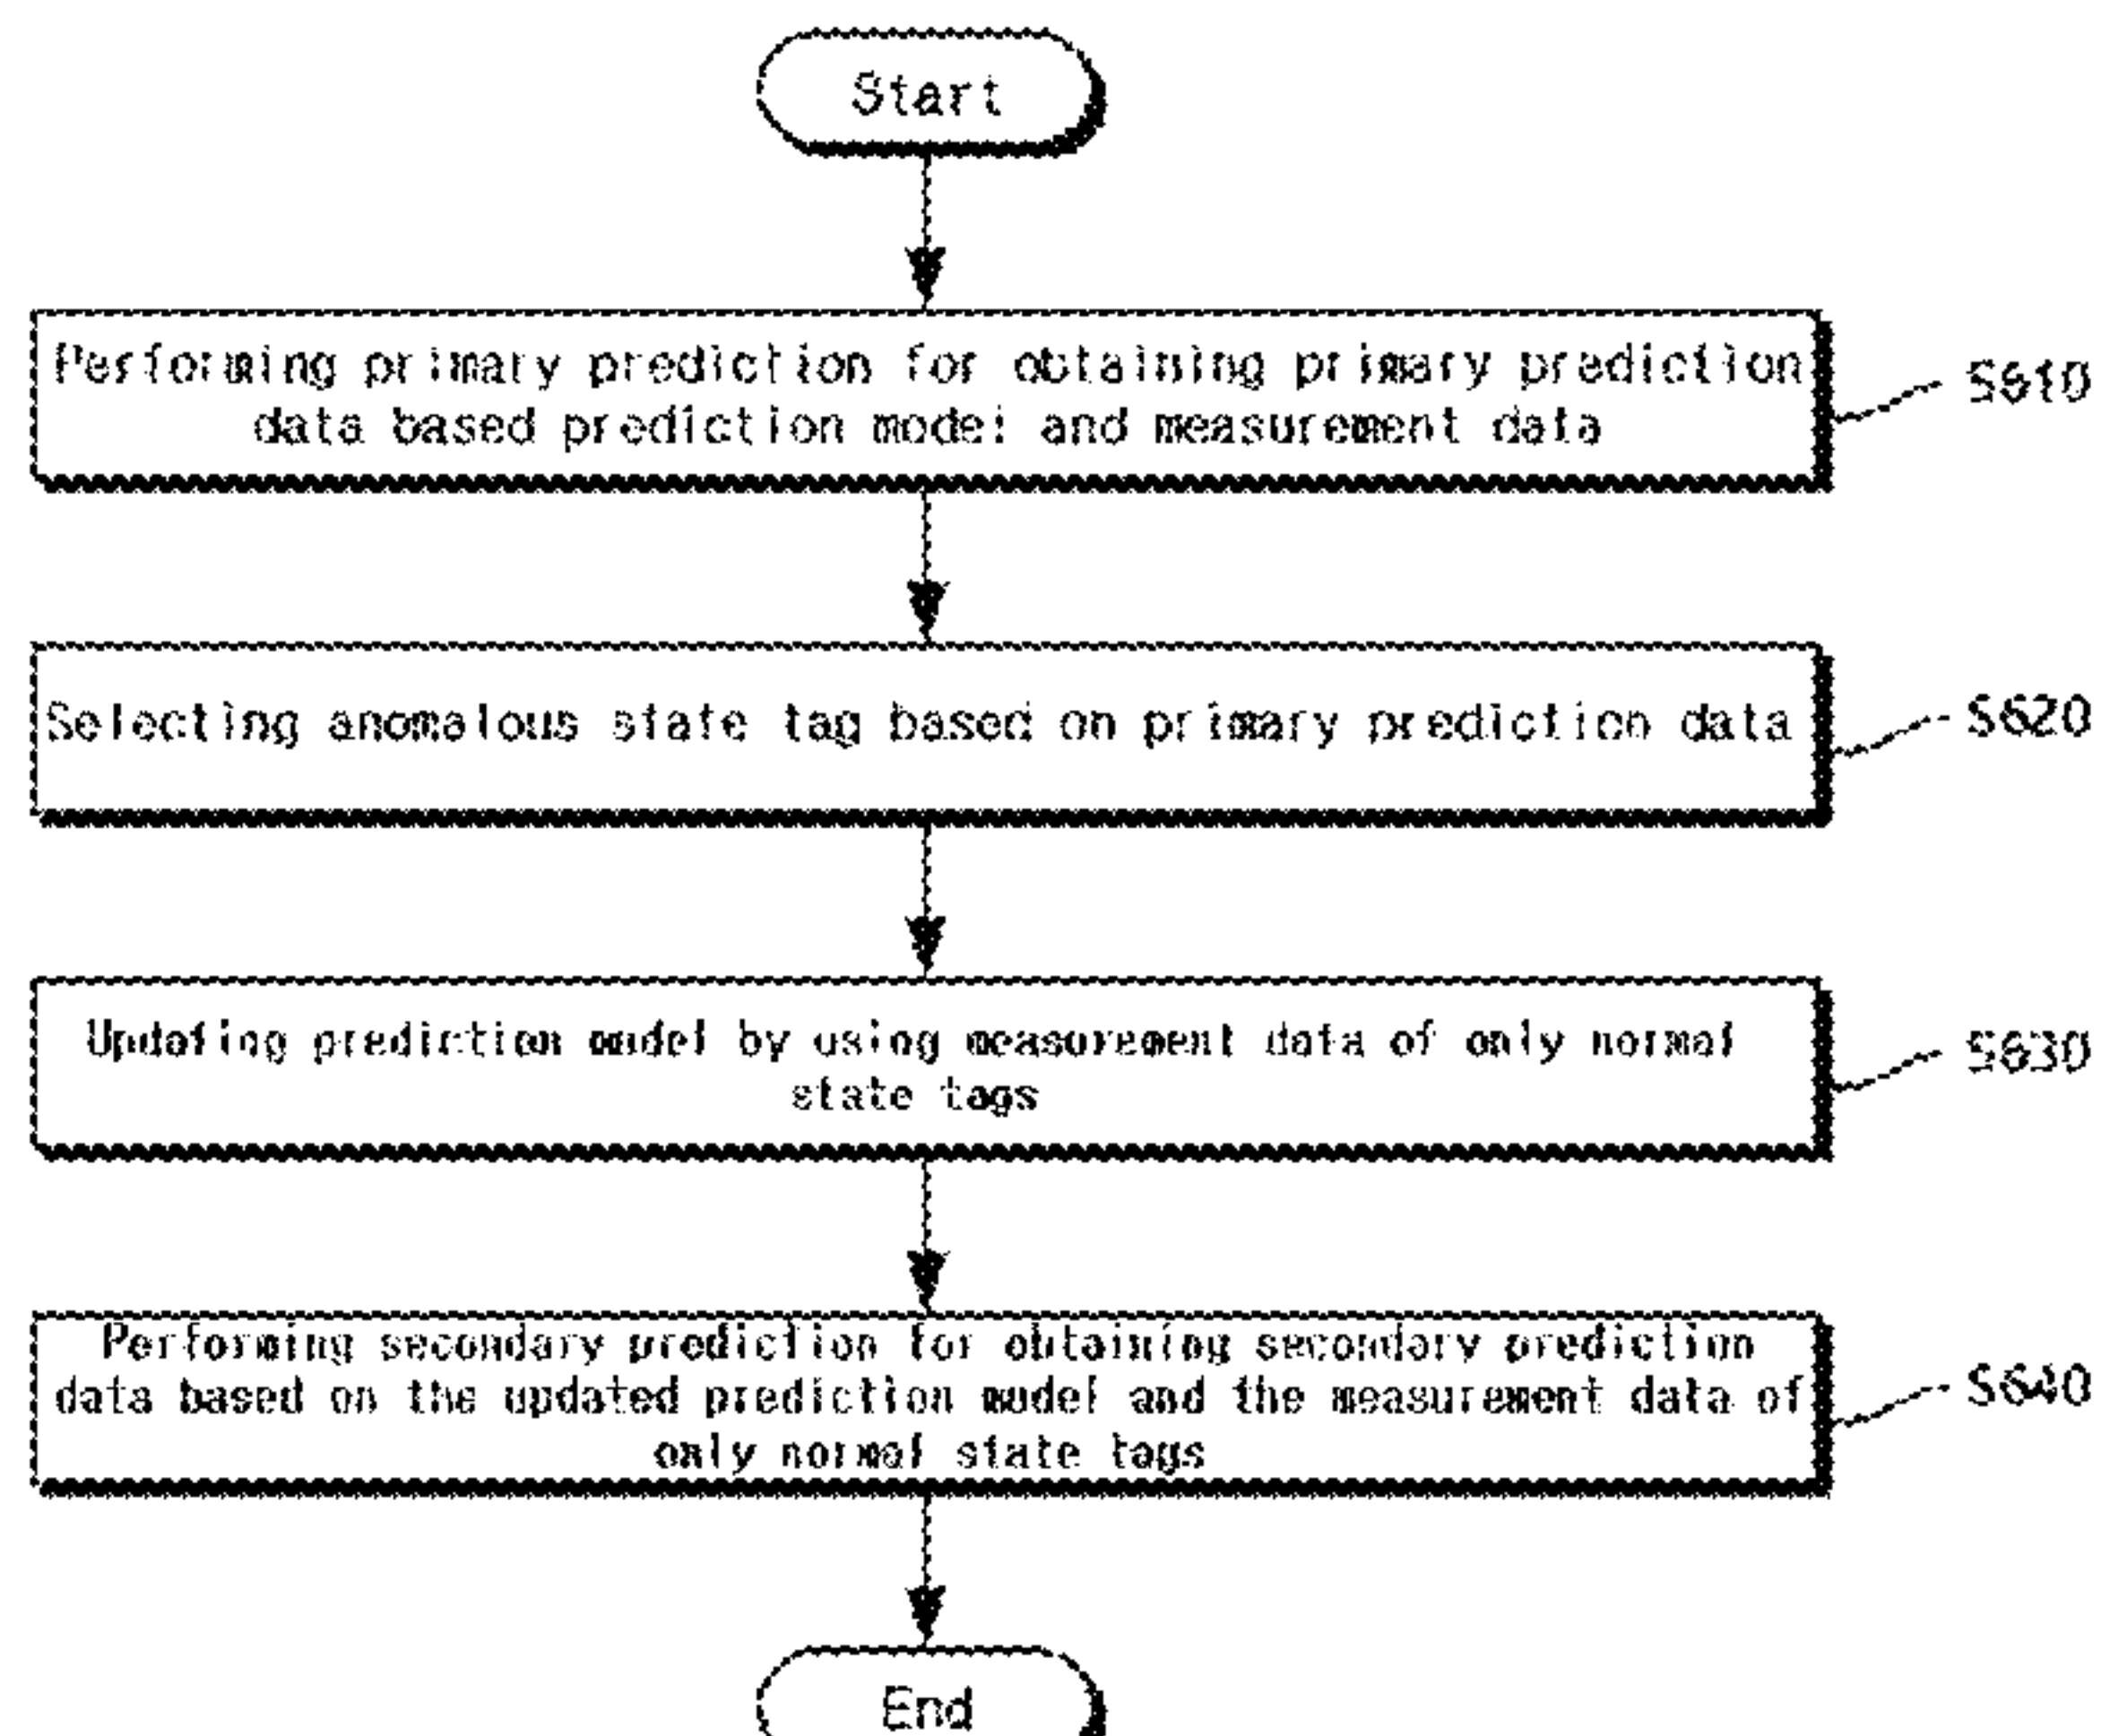 Start
Performing primary prediction for obtaining primary prediction
data based prediction model and measurement data
S610
Selecting anomalous state tag based on primary prediction data
S620
Updating prediction model by using measurement data of only normal
state tags
S630
Performing secondary prediction for obtaining secondary prediction
data based on the updated prediction model and the measurement data of
only normal state tags
S640
End